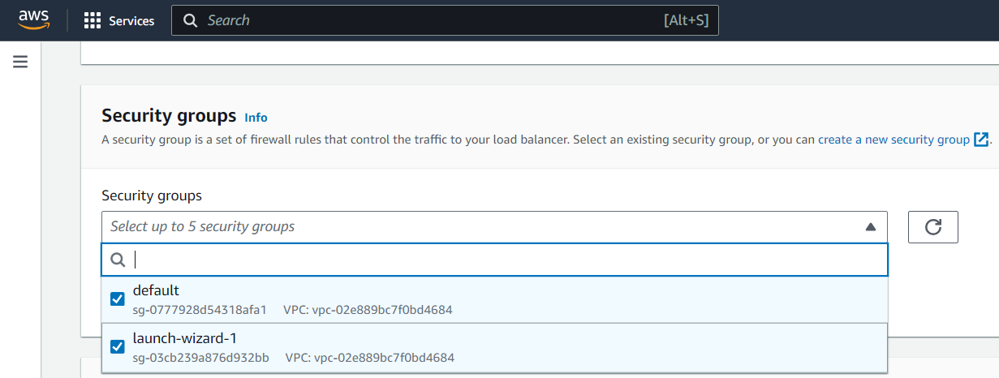 aws Services Search [Alt+S]
Security groups Info
A security group is a set of firewall rules that control the traffic to your load balancer. Select an existing security group, or you can create a new security group.
Security groups
Select up to 5 security groups
default
sg-0777928d54318afa1 VPC: vpc-02e889bc7f0bd4684
launch-wizard-1
sg-03cb239a876d932bb VPC: vpc-02e889bc7f0bd4684